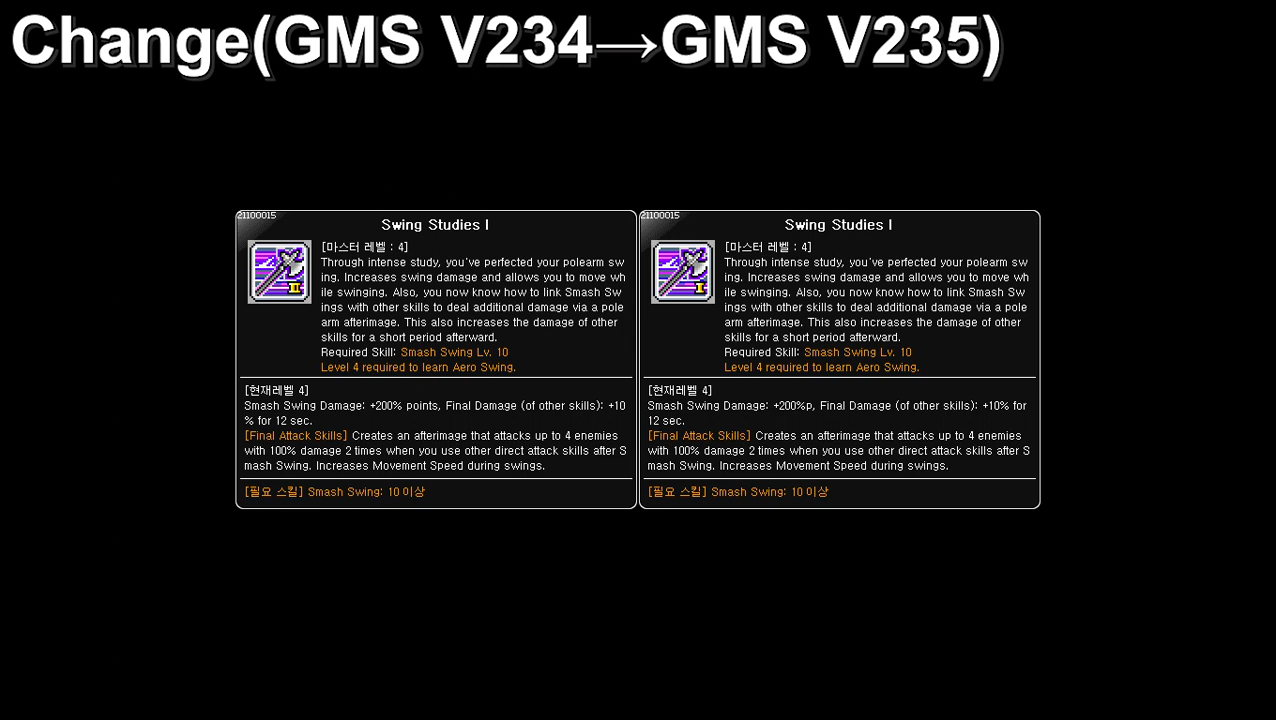 Change(GMS V234→GMS V235)
21100015
Swing Studies I
[마스터 레벨 : 4]
Through intense study, you've perfected your polearm sw
ing. Increases swing damage and allows you to move wh
ile swinging. Also, you now know how to link Smash Sw
ings with other skills to deal additional damage via a pole
arm afterimage. This also increases the damage of other
skills for a short period afterward.
Required Skill: Smash Swing Lv. 10
Level 4 required to learn Aero Swing.
II
[현재레벨 4]
Smash Swing Damage: +200% points, Final Damage (of other skills): +10
% for 12 sec.
[Final Attack Skills] Creates an afterimage that attacks up to 4 enemies
with 100% damage 2 times when you use other direct attack skills after S
mash Swing. Increases Movement Speed during swings.
[필요 스킬] Smash Swing: 10 이상
21100015
Swing Studies I
[마스터 레벨 : 4]
Through intense study, you've perfected your polearm sw
ing. Increases swing damage and allows you to move wh
ile swinging. Also, you now know how to link Smash Sw
ings with other skills to deal additional damage via a pole
arm afterimage. This also increases the damage of other
skills for a short period afterward.
Required Skill: Smash Swing Lv. 10
Level 4 required to learn Aero Swing.
I
[현재레벨 4]
Smash Swing Damage: +200%p, Final Damage (of other skills): +10% for
12 sec.
[Final Attack Skills] Creates an afterimage that attacks up to 4 enemies
with 100% damage 2 times when you use other direct attack skills after S
mash Swing. Increases Movement Speed during swings.
[필요 스킬] Smash Swing: 10 이상